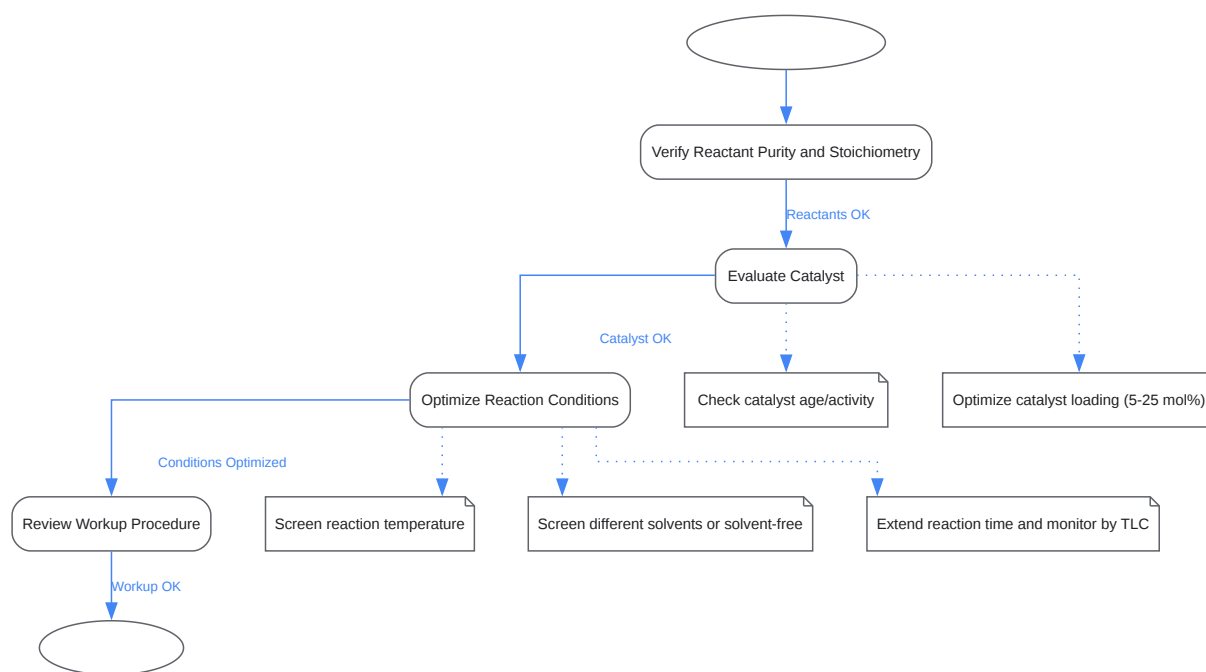 Verify Reactant Purity and Stoichiometry
Reactants OK
Evaluate Catalyst
Catalyst OK
Optimize Reaction Conditions
Check catalyst age/activity
Optimize catalyst loading (5-25 mol%)
Conditions Optimized
Review Workup Procedure
Screen reaction temperature
Screen different solvents or solvent-free
Extend reaction time and monitor by TLC
Workup OK